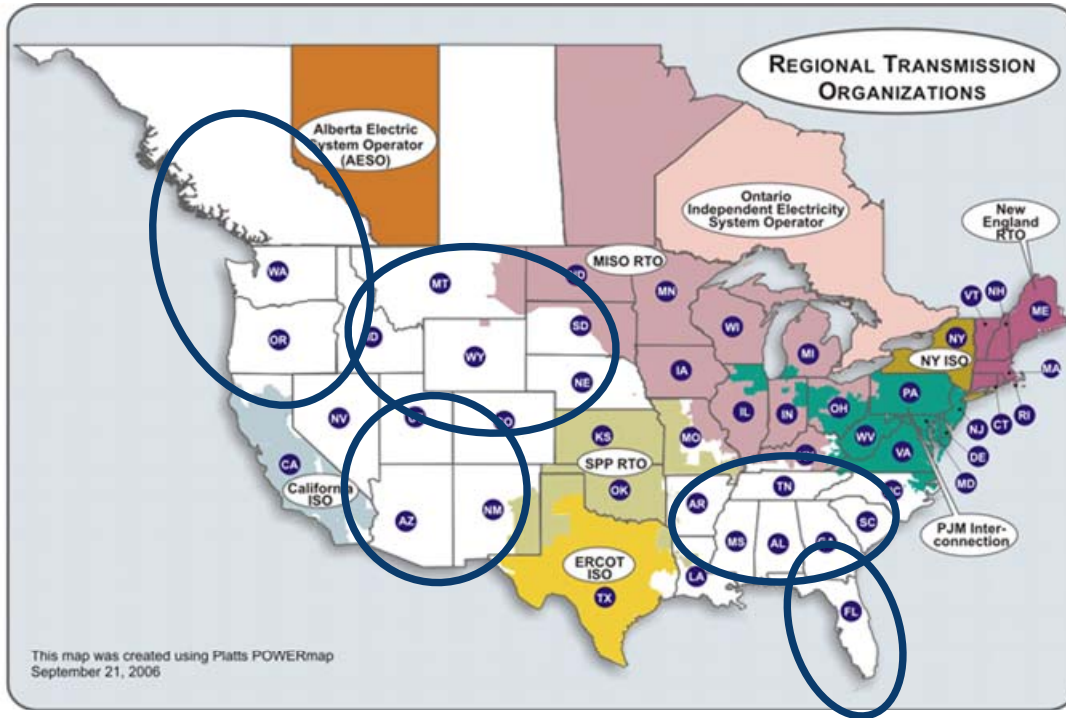 REGIONAL TRANSMISSION
ORGANIZATIONS
Alberta Electric
System Operator
(AESO)
Ontario
Independent Electricity
System Operator
New
England
RTO
MISO RTO
WA
MT
ND
MN
VT
NH
ME
OR
ID
SD
WI
NY
WY
MI
NY ISO
MA
NE
IA
PA
NV
IL
IN
OH
RI
CT
NJ
KS
MO
WV
VA
DE
CA
SPP RTO
MD
California
ISO
OK
TN
NC
AZ
NM
AR
SC
PJM Inter-
connection
MS
AL
GA
ERCOT
ISO
LA
TX
FL
This map was created using Platts POWERmap
September 21, 2006